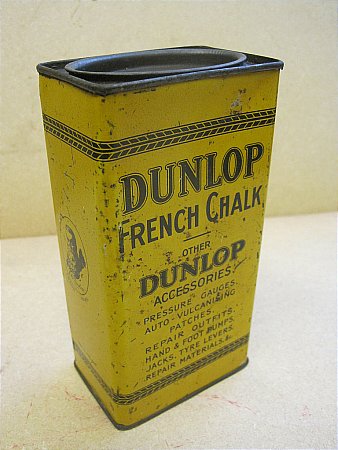 DUNLOP
FRENCH CHALK
OTHER
DUNLOP
ACCESSORIES
PRESSURE GAUGES.
AUTO-VULCANISING
PATCHES.
REPAIR OUTFITS.
HAND & FOOT PUMPS.
JACKS, TYRE LEVERS.
REPAIR MATERIALS. &c